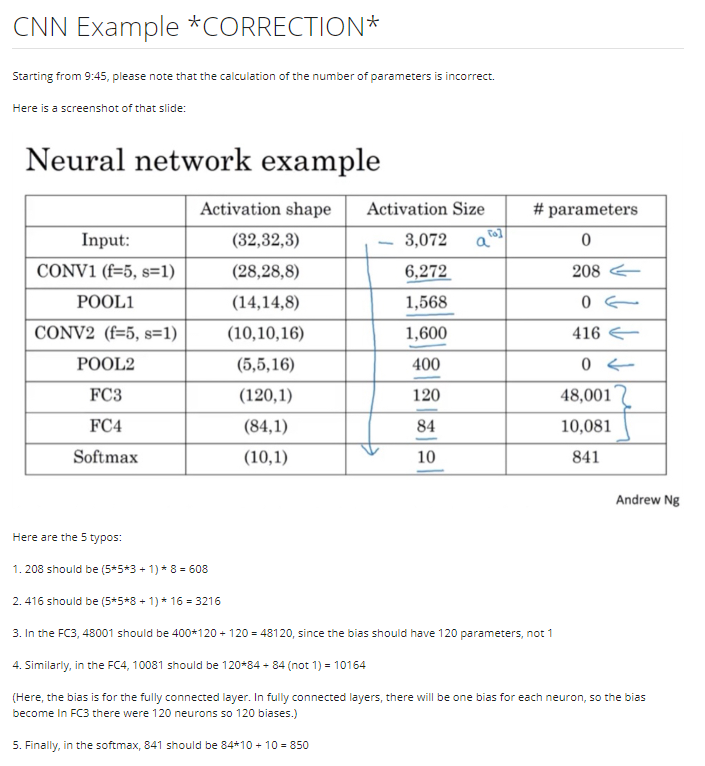 CNN Example *CORRECTION*
Starting from 9:45, please note that the calculation of the number of parameters is incorrect.
Here is a screenshot of that slide:
Neural network example
Activation shape Activation Size # parameters
Input: (32,32,3) 3,072 a[0] 0
CONV1 (f=5, s=1) (28,28,8) 6,272 208
POOL1 (14,14,8) 1,568 0
CONV2 (f=5, s=1) (10,10,16) 1,600 416
POOL2 (5,5,16) 400 0
FC3 (120,1) 120 48,001
FC4 (84,1) 84 10,081
Softmax (10,1) 10 841
Andrew Ng
Here are the 5 typos:
1. 208 should be (5*5*3 + 1) * 8 = 608
2. 416 should be (5*5*8 + 1) * 16 = 3216
3. In the FC3, 48001 should be 400*120 + 120 = 48120, since the bias should have 120 parameters, not 1
4. Similarly, in the FC4, 10081 should be 120*84 + 84 (not 1) = 10164
(Here, the bias is for the fully connected layer. In fully connected layers, there will be one bias for each neuron, so the bias
become In FC3 there were 120 neurons so 120 biases.)
5. Finally, in the softmax, 841 should be 84*10 + 10 = 850